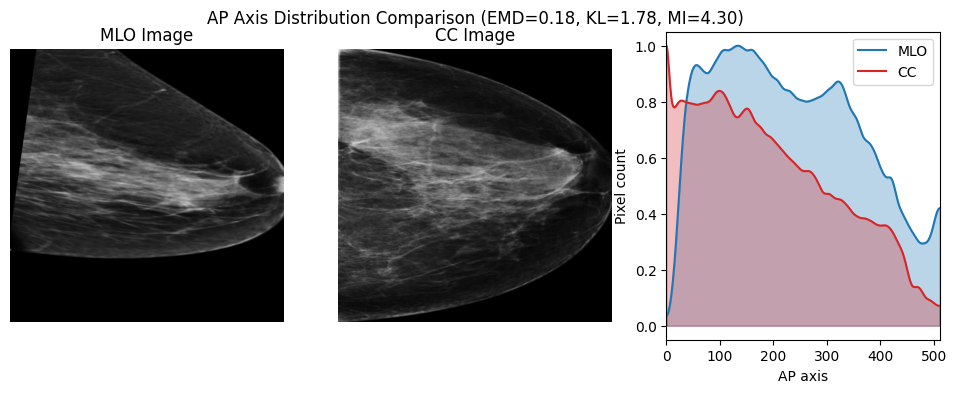 AP Axis Distribution Comparison (EMD=0.18, KL=1.78, MI=4.30)
MLO Image
CC Image
MLO
CC
Pixel count
1.0
0.8
0.6
0.4
0.2
0.0
0 100 200 300 400 500
AP axis